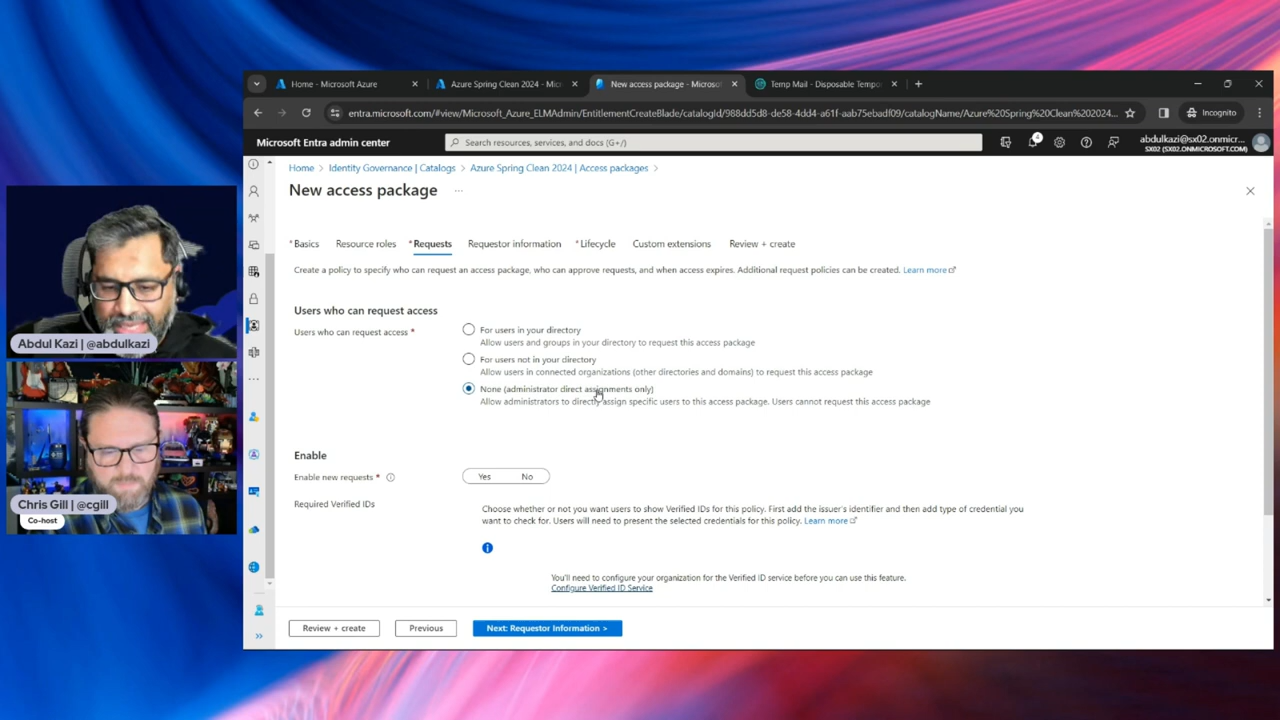 Home - Microsoft Azure
Azure Spring Clean 2024 - Micr
New access package - Microsof
Temp Mail - Disposable Tempo
entra.microsoft.com/#view/Microsoft_Azure_ELMAdmin/EntitlementCreateBlade/catalogId/988dd5d8-de58-4dd4-a61f-aab75ebadf09/catalogName/Azure%20Spring%20Clean%202024...
Incognito
Microsoft Entra admin center
Search resources, services, and docs (G+/)
4
abdulkazi@sx02.onmicr...
SX02 (SX02.ONMICROSOFT.COM)
Home > Identity Governance | Catalogs > Azure Spring Clean 2024 | Access packages >
New access package ...
* Basics Resource roles * Requests Requestor information * Lifecycle Custom extensions Review + create
Create a policy to specify who can request an access package, who can approve requests, and when access expires. Additional request policies can be created. Learn more
Users who can request access
Users who can request access *
For users in your directory
Allow users and groups in your directory to request this access package
For users not in your directory
Allow users in connected organizations (other directories and domains) to request this access package
None (administrator direct assignments only)
Allow administrators to directly assign specific users to this access package. Users cannot request this access package
Enable
Enable new requests *
Yes No
Required Verified IDs
Choose whether or not you want users to show Verified IDs for this policy. First add the issuer's identifier and then add type of credential you
want to check for. Users will need to present the selected credentials for this policy. Learn more
You'll need to configure your organization for the Verified ID service before you can use this feature.
Configure Verified ID Service
Review + create
Previous
Next: Requestor Information >
Abdul Kazi | @abdulkazi
Chris Gill | @cgill
Co-host